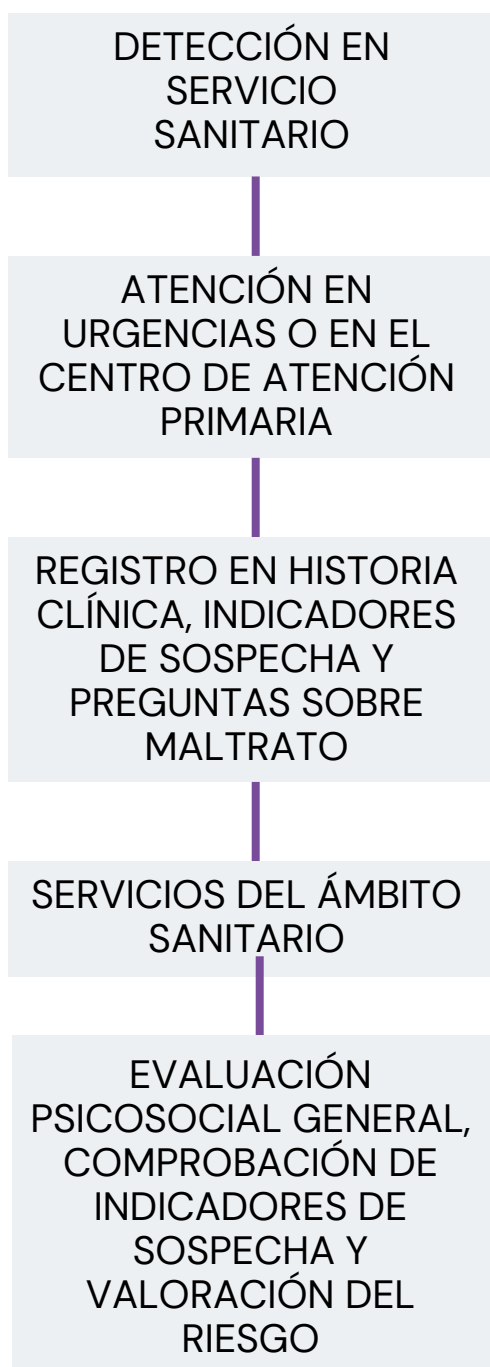 DETECCIÓN EN
SERVICIO
SANITARIO
ATENCIÓN EN
URGENCIAS O EN EL
CENTRO DE ATENCIÓN
PRIMARIA
REGISTRO EN HISTORIA
CLÍNICA, INDICADORES
DE SOSPECHA Y
PREGUNTAS SOBRE
MALTRATO
SERVICIOS DEL ÁMBITO
SANITARIO
EVALUACIÓN
PSICOSOCIAL GENERAL,
COMPROBACIÓN DE
INDICADORES DE
SOSPECHA Y
VALORACIÓN DEL
RIESGO